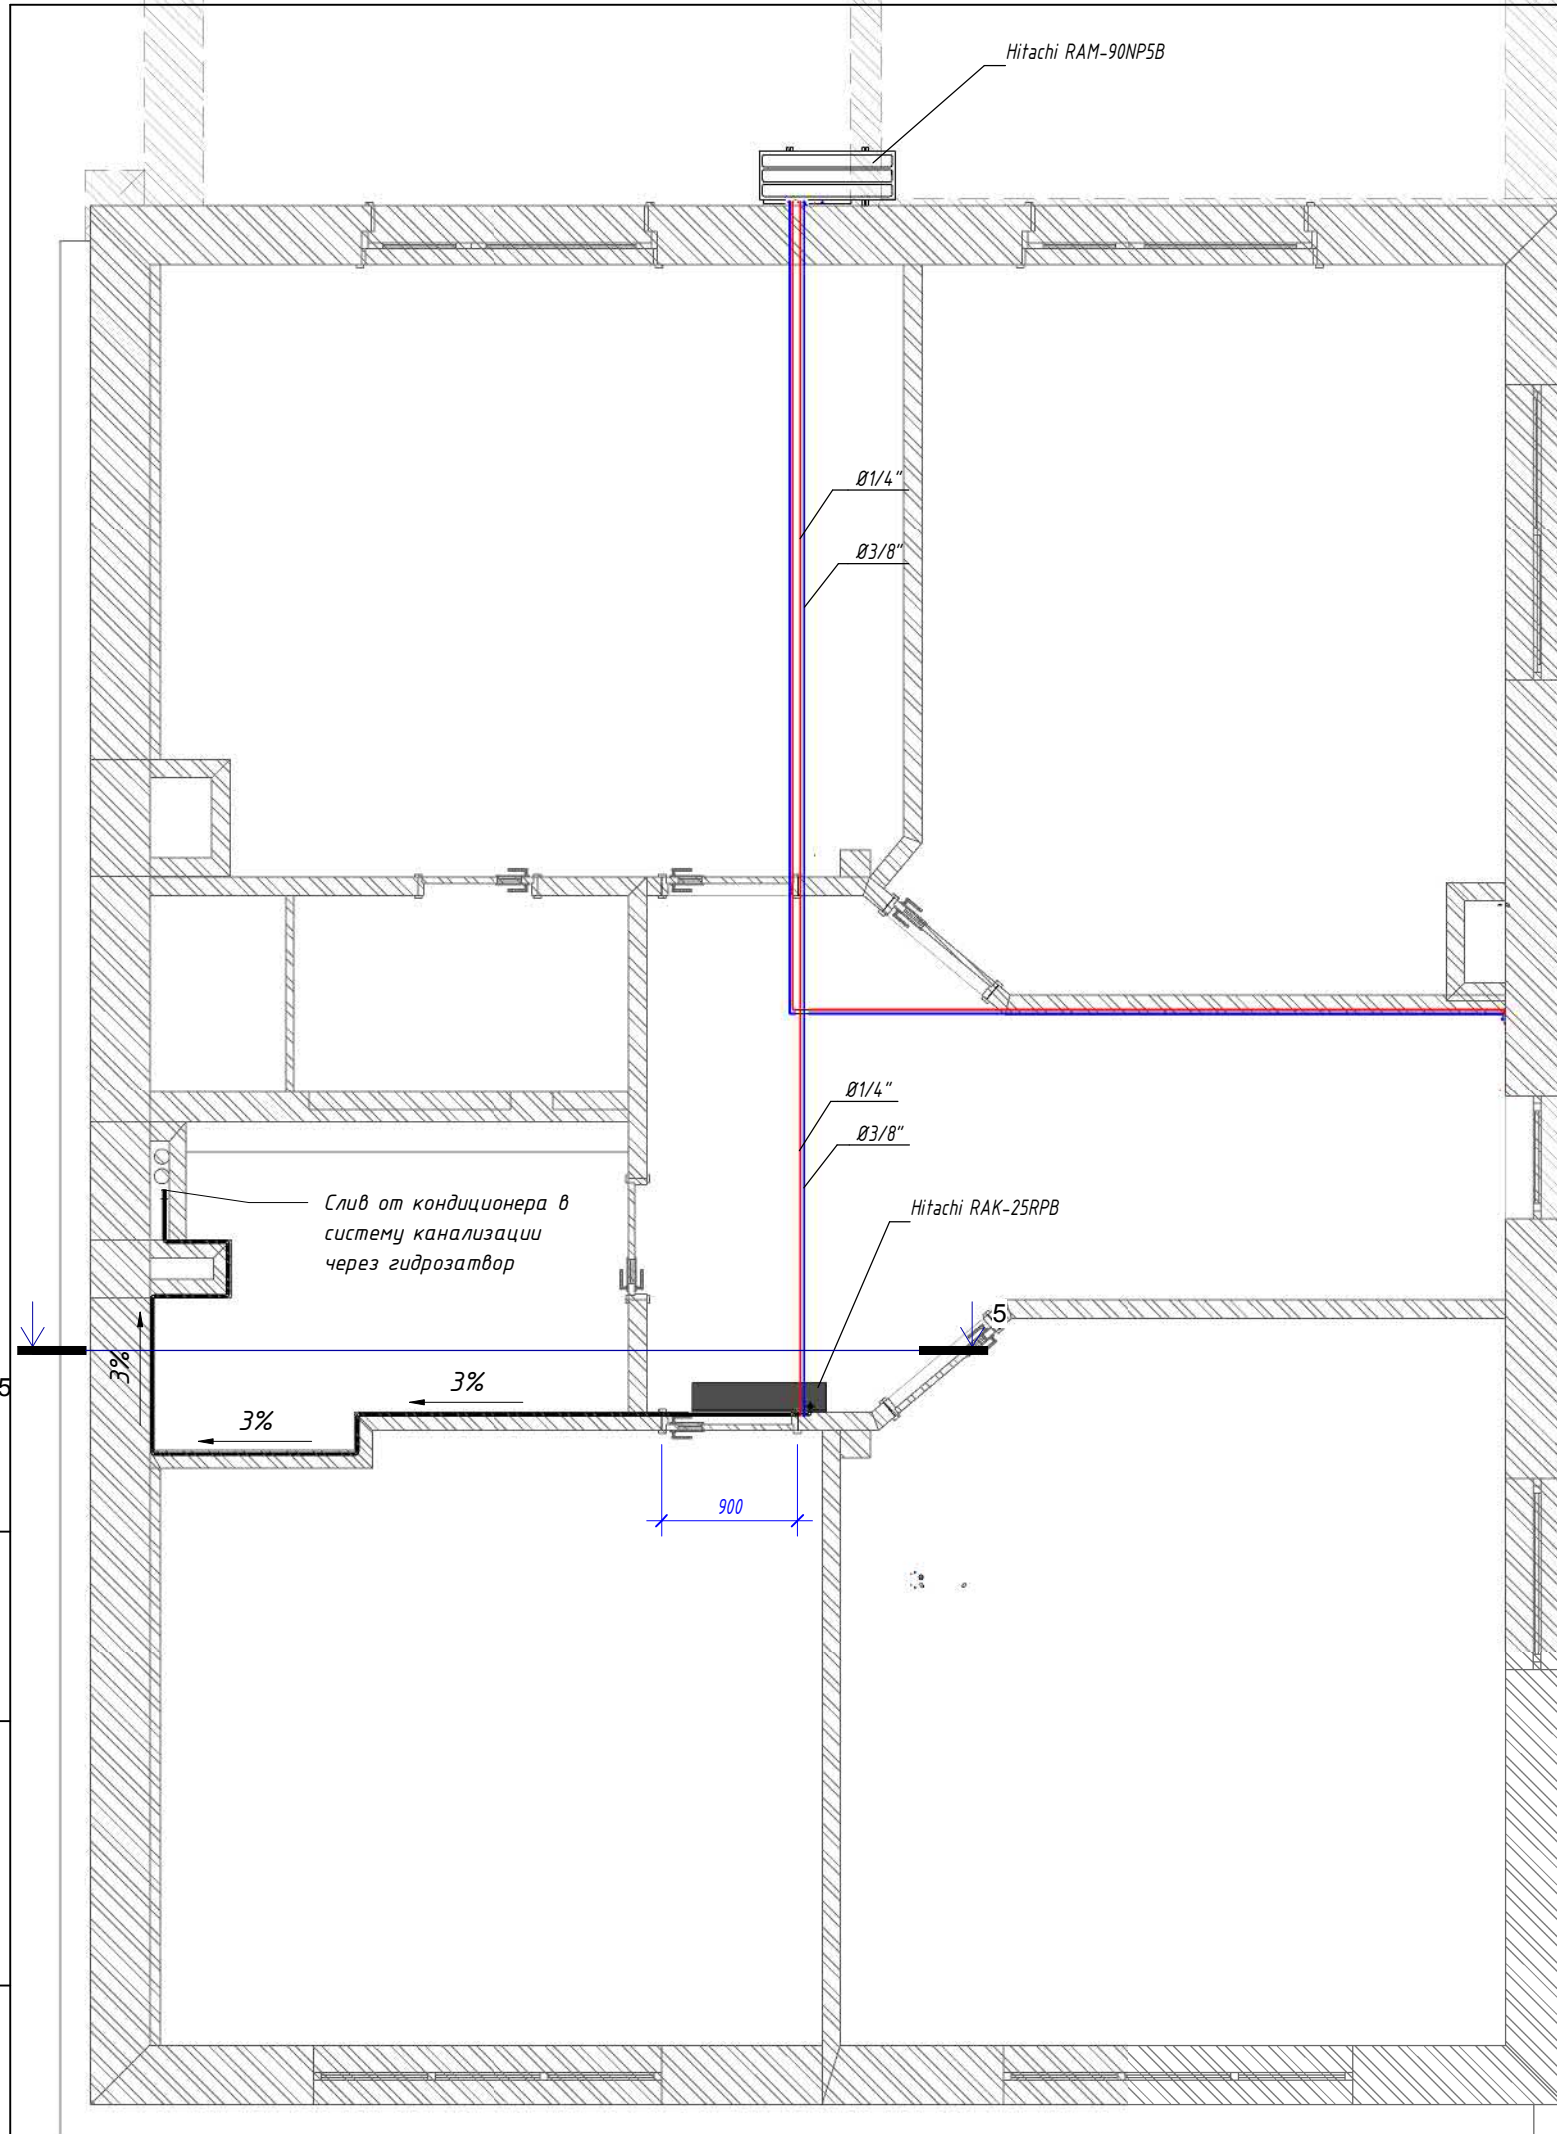 Hitachi RAM-90NP5B
Ø1/4"
Ø3/8"
Ø1/4"
Ø3/8"
Слив от кондиционера в
систему канализации
через гидрозатвор
Hitachi RAK-25RPB
5
3%
5
3%
3%
900